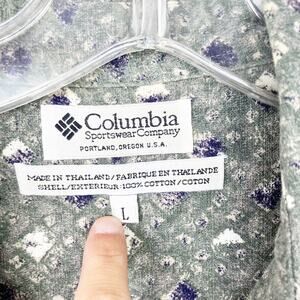 Columbia
Sportswear Company
PORTLAND, OREGON U.S.A.
MADE IN THAILAND/FABRIQUE EN THAILANDE
SHELL/EXTERIEUR:100% COTTON/COTON
L